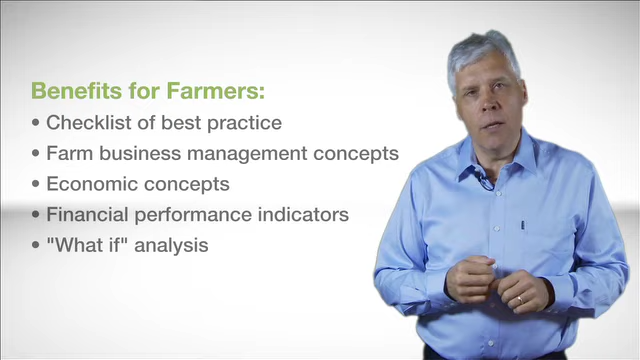 Benefits for Farmers:
• Checklist of best practice
• Farm business management concepts
• Economic concepts
• Financial performance indicators
• "What if" analysis